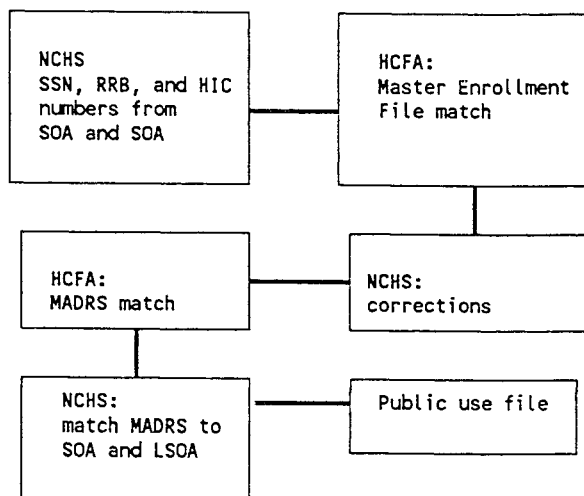 NCHS
SSN, RRB, and HIC
numbers from
SOA and SOA
HCFA:
Master Enrollment
File match
HCFA:
MADRS match
NCHS:
corrections
NCHS:
match MADRS to
SOA and LSOA
Public use file